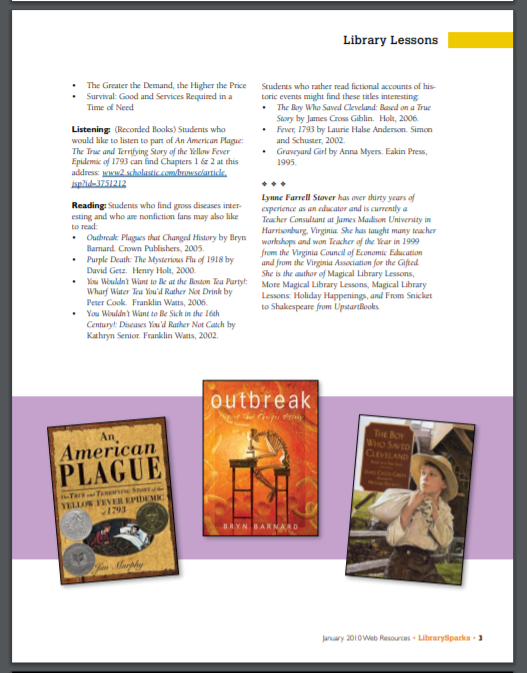 Library Lessons
• The Greater the Demand, the Higher the Price
• Survival: Good and Services Required in a
Time of Need
Listening: (Recorded Books) Students who
would like to listen to part of An American Plague:
The True and Terrifying Story of the Yellow Fever
Epidemic of 1793 can find Chapters 1 & 2 at this
address: www2.scholastic.com/browse/article.
jsp?id=3751212
Reading: Students who find gross diseases inter-
esting and who are nonfiction fans may also like
to read:
• Outbreak: Plagues that Changed History by Bryn
Barnard. Crown Publishers, 2005.
• Purple Death: The Mysterious Flu of 1918 by
David Getz. Henry Holt, 2000.
• You Wouldn't Want to Be at the Boston Tea Party!:
Wharf Water Tea You'd Rather Not Drink by
Peter Cook. Franklin Watts, 2006.
• You Wouldn't Want to Be Sick in the 16th
Century!: Diseases You'd Rather Not Catch by
Kathryn Senior. Franklin Watts, 2002.
Students who rather read fictional accounts of his-
toric events might find these titles interesting:
• The Boy Who Saved Cleveland: Based on a True
Story by James Cross Giblin. Holt, 2006.
• Fever, 1793 by Laurie Halse Anderson. Simon
and Schuster, 2002.
• Graveyard Girl by Anna Myers. Eakin Press,
1995.
Lynne Farrell Stover has over thirty years of
experience as an educator and is currently a
Teacher Consultant at James Madison University in
Harrisonburg, Virginia. She has taught many teacher
workshops and won Teacher of the Year in 1999
from the Virginia Council of Economic Education
and from the Virginia Association for the Gifted.
She is the author of Magical Library Lessons,
More Magical Library Lessons, Magical Library
Lessons: Holiday Happenings, and From Snicket
to Shakespeare from UpstartBooks.
An
American
PLAGUE
The TRUE and TERRIFYING STORY of the
YELLOW FEVER EPIDEMIC
of 1793
Jim Murphy
outbreak
BRYN BARNARD
THE BOY
WHO SAVED
CLEVELAND
January 2010 Web Resources • LibrarySparks • 3